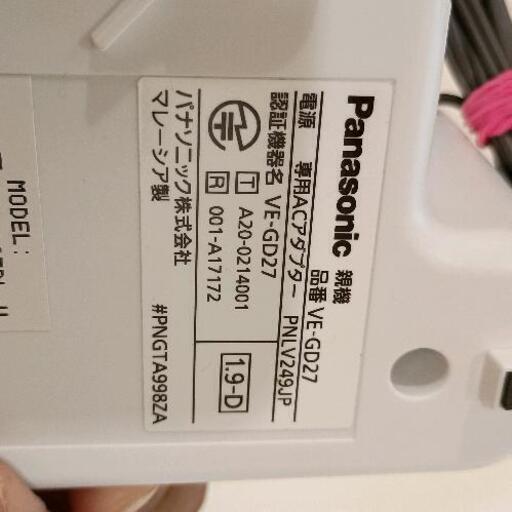 Panasonic 親機
品番 VE-GD27
電源 専用ACアダプター PNLV249JP
認証機器名 VE-GD27
T A20-0214001
R 001-A17172
1.9-D
パナソニック株式会社
マレーシア製 #PNGTA998ZA
MODEL: